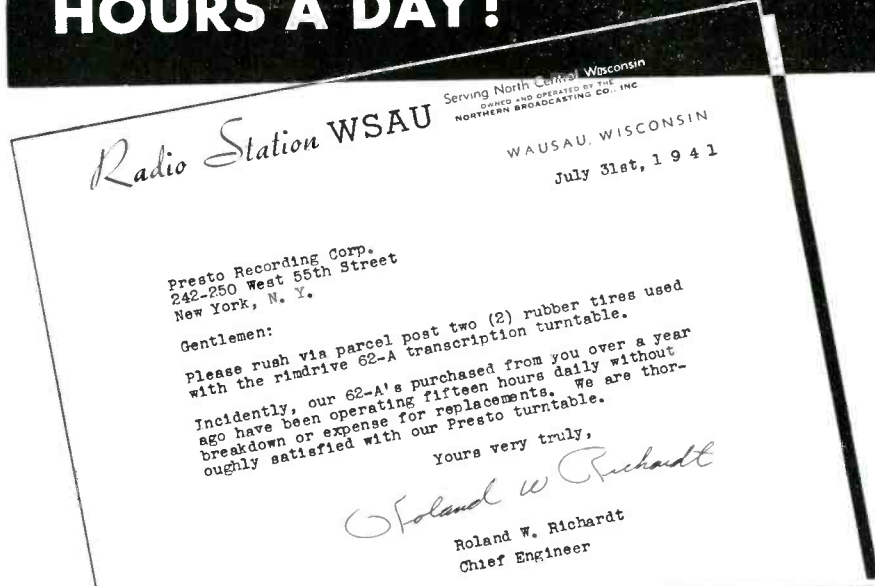 HOURS A DAY!
Radio Station WSAU
Serving North Central Wisconsin
OWNED AND OPERATED BY THE
NORTHERN BROADCASTING CO., INC
WAUSAU, WISCONSIN
July 31st, 1 9 4 1
Presto Recording Corp.
242-250 West 55th Street
New York, N. Y.
Gentlemen:
Please rush via parcel post two (2) rubber tires used
with the rimdrive 62-A transcription turntable.
Incidently, our 62-A's purchased from you over a year
ago have been operating fifteen hours daily without
breakdown or expense for replacements. We are thor-
oughly satisfied with our Presto turntable.
Yours very truly,
Roland W Richardt
Roland W. Richardt
Chief Engineer